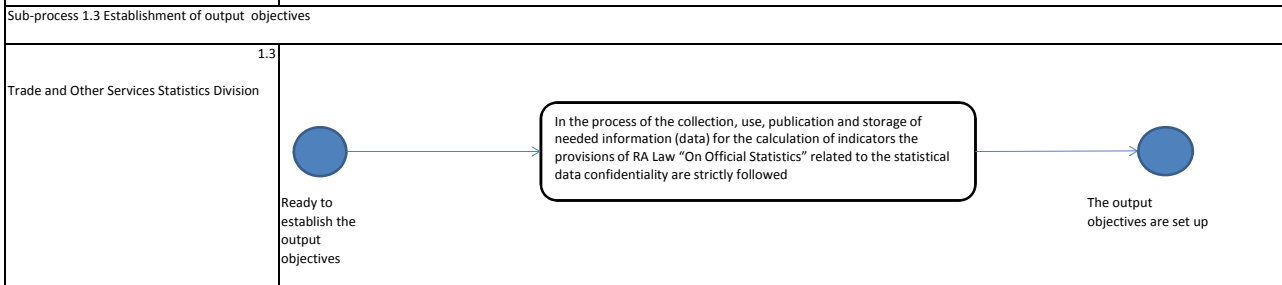 Sub-process 1.3 Establishment of output objectives
1.3
Trade and Other Services Statistics Division
In the process of the collection, use, publication and storage of
needed information (data) for the calculation of indicators the
provisions of RA Law “On Official Statistics” related to the statistical
data confidentiality are strictly followed
Ready to
establish the
output
objectives
The output
objectives are set up